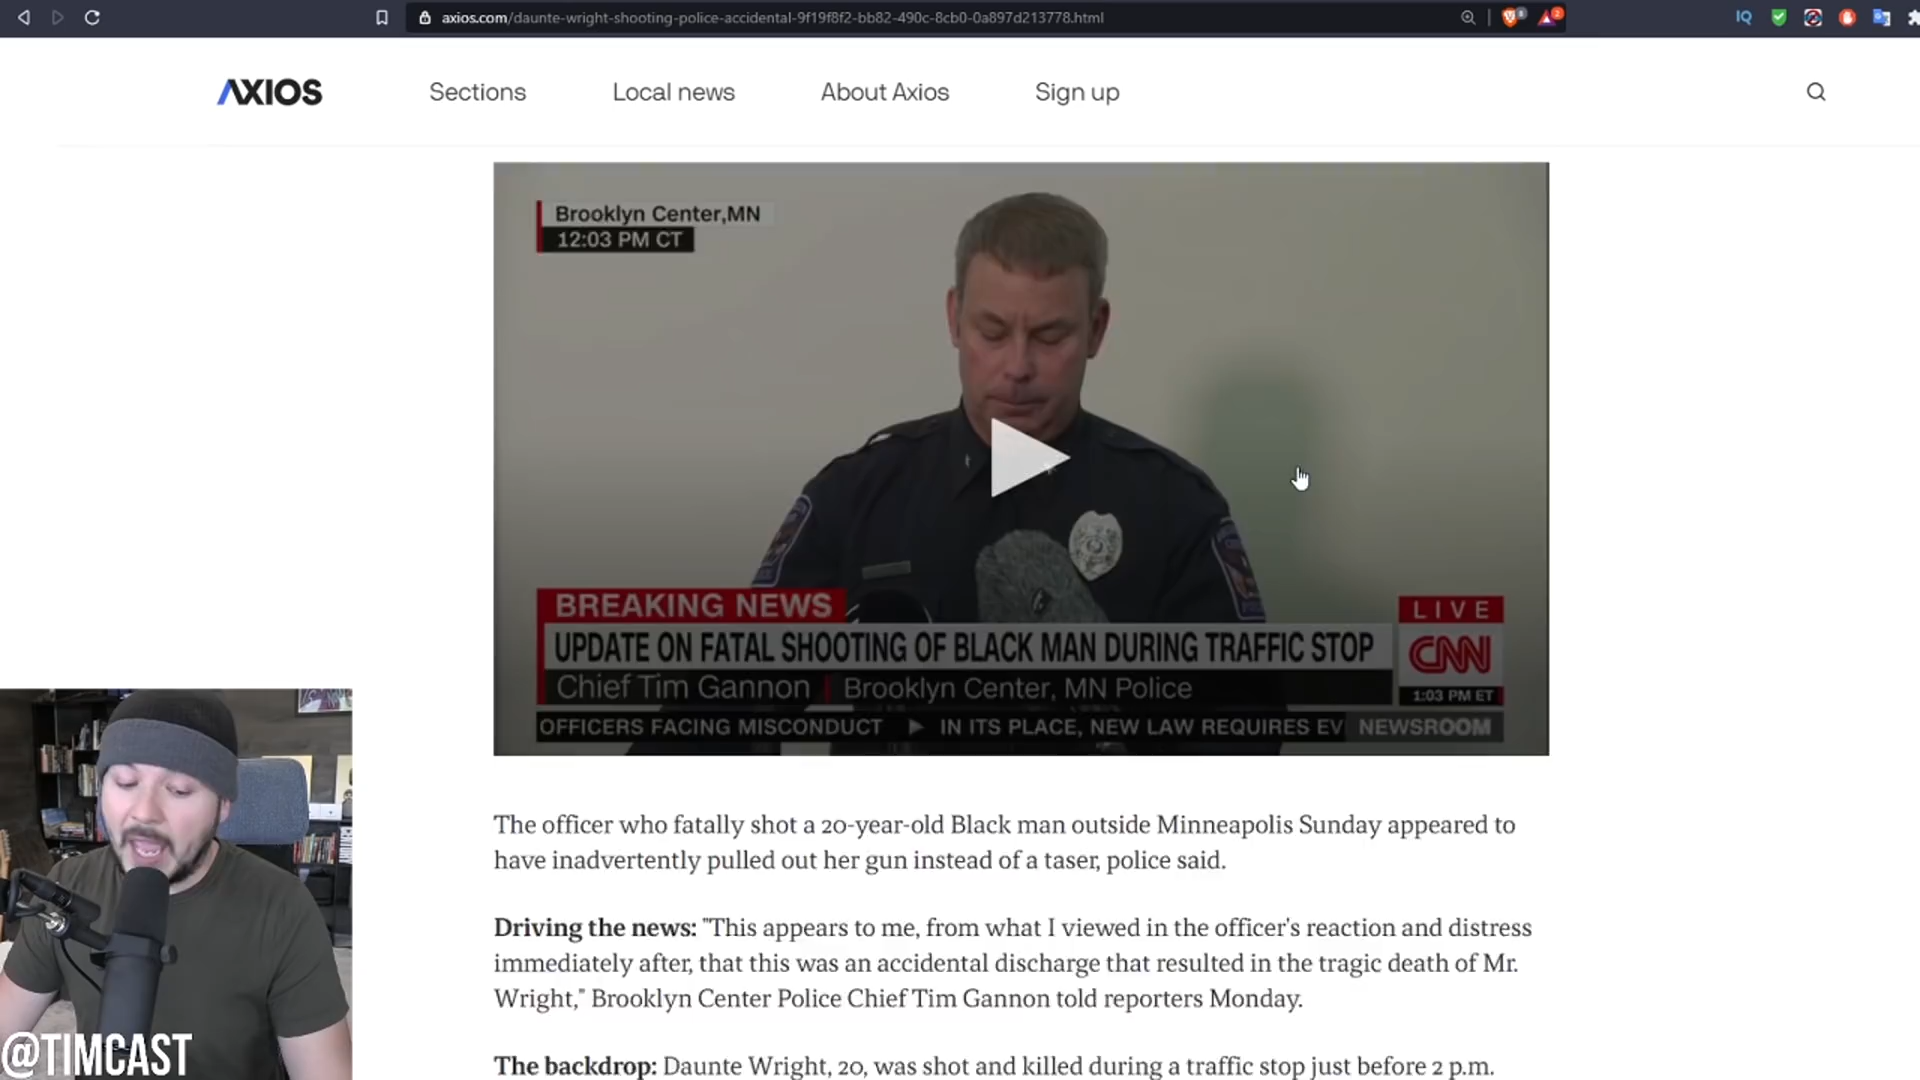 axios.com/daunte-wright-shooting-police-accidental-9f19f8f2-bb82-490c-8cb0-0a897d213778.html
IQ
AXIOS
Sections
Local news
About Axios
Sign up
Brooklyn Center,MN
12:03 PM CT
BREAKING NEWS
LIVE
UPDATE ON FATAL SHOOTING OF BLACK MAN DURING TRAFFIC STOP
CNN
Chief Tim Gannon | Brooklyn Center, MN Police
1:03 PM ET
OFFICERS FACING MISCONDUCT ▶ IN ITS PLACE, NEW LAW REQUIRES EV
NEWSROOM
The officer who fatally shot a 20-year-old Black man outside Minneapolis Sunday appeared to
have inadvertently pulled out her gun instead of a taser, police said.
Driving the news: "This appears to me, from what I viewed in the officer's reaction and distress
immediately after, that this was an accidental discharge that resulted in the tragic death of Mr.
Wright," Brooklyn Center Police Chief Tim Gannon told reporters Monday.
The backdrop: Daunte Wright, 20, was shot and killed during a traffic stop just before 2 p.m.
@TIMCAST